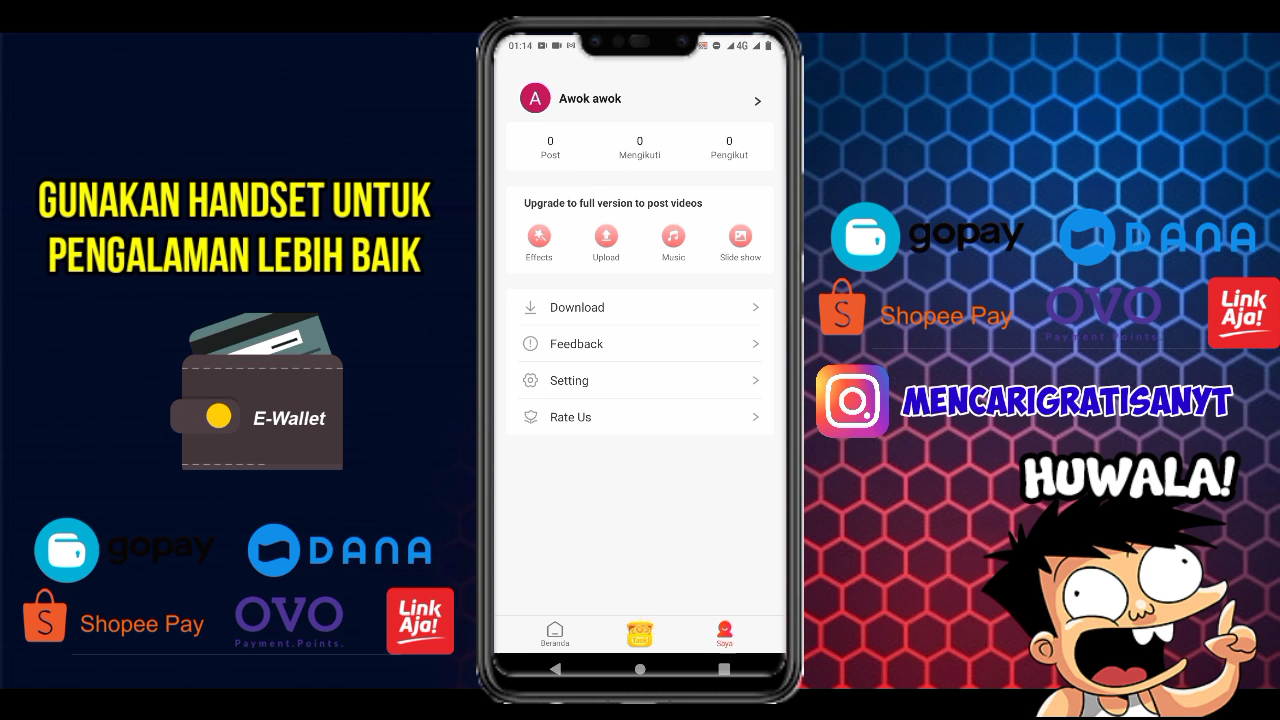 GUNAKAN HANDSET UNTUK
PENGALAMAN LEBIH BAIK
E-Wallet
gopay
DANA
S
Shopee Pay
OVO
Payment.Points.
Link
Aja!
01:14
4G
A
Awok awok
0
0
0
Post
Mengikuti
Pengikut
Upgrade to full version to post videos
Effects
Upload
Music
Slide show
Download
Feedback
Setting
Rate Us
Beranda
Task
Saya
gopay
DANA
S
Shopee Pay
OVO
Payment.Points.
Link
Aja!
MENCARIGRATISANYT
HUWALA!